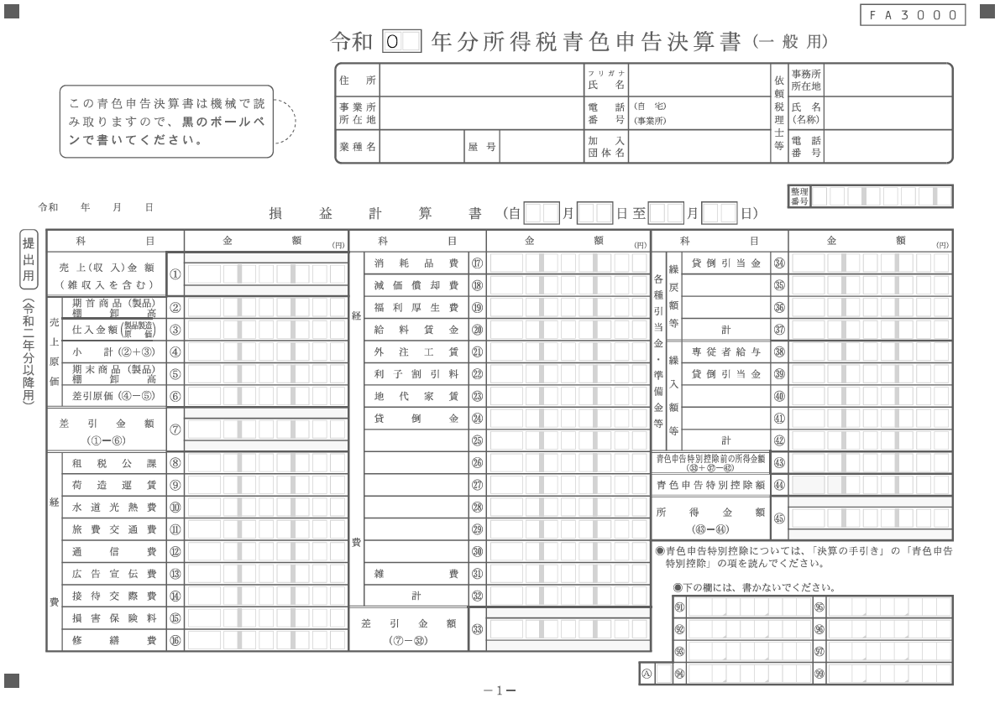 FA3000
令和 0 年分所得税青色申告決算書（一般用）
この青色申告決算書は機械で読
み取りますので、黒のボールペ
ンで書いてください。
住所
事業所
所在地
業種名
屋号
フリガナ
氏名
電話
番号
（自宅）
（事業所）
加入
団体名
依頼税理士等
事務所
所在地
氏名
（名称）
電話
番号
整理
番号
令和 年 月 日
損益計算書（自 月 日 至 月 日）
提出用
（令和二年分以降用）
科目 金額 （円）
売上（収入）金額
（雑収入を含む） ①
売上原価
期首商品（製品）
棚卸高 ②
仕入金額（製品製造原価） ③
小計（②＋③） ④
期末商品（製品）
棚卸高 ⑤
差引原価（④－⑤） ⑥
差引金額
（①－⑥） ⑦
経費
租税公課 ⑧
荷造運賃 ⑨
水道光熱費 ⑩
旅費交通費 ⑪
通信費 ⑫
広告宣伝費 ⑬
接待交際費 ⑭
損害保険料 ⑮
修繕費 ⑯
科目 金額 （円）
経費
消耗品費 ⑰
減価償却費 ⑱
福利厚生費 ⑲
給料賃金 ⑳
外注工賃 ㉑
利子割引料 ㉒
地代家賃 ㉓
貸倒金 ㉔
㉕
㉖
㉗
㉘
㉙
㉚
雑費 ㉛
計 ㉜
差引金額
（⑦－㉜） ㉝
科目 金額 （円）
各種引当金・準備金等
繰戻額等
貸倒引当金 ㉞
㉟
㊱
計 ㊲
繰入額等
専従者給与 ㊳
貸倒引当金 ㊴
㊵
㊶
計 ㊷
青色申告特別控除前の所得金額
（㉝＋㊲－㊷） ㊸
青色申告特別控除額 ㊹
所得金額
（㊸－㊹） ㊺
◉青色申告特別控除については、「決算の手引き」の「青色申告
特別控除」の項を読んでください。
◉下の欄には、書かないでください。
91 95
92 96
93 97
Ⓐ 94 99
－1－